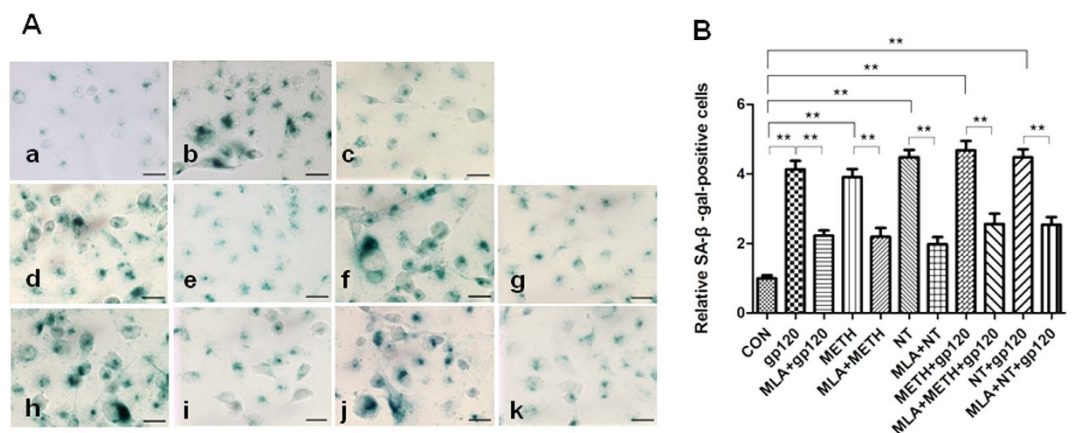 A
a
b
c
d
e
f
g
h
i
j
k
B
**
**
**
**
** ** ** ** ** **
Relative SA-β -gal-positive cells
6
4
2
0
CON
gp120
MLA+gp120
METH
MLA+METH
NT
MLA+NT
METH+gp120
MLA+METH+gp120
NT+gp120
MLA+NT+gp120